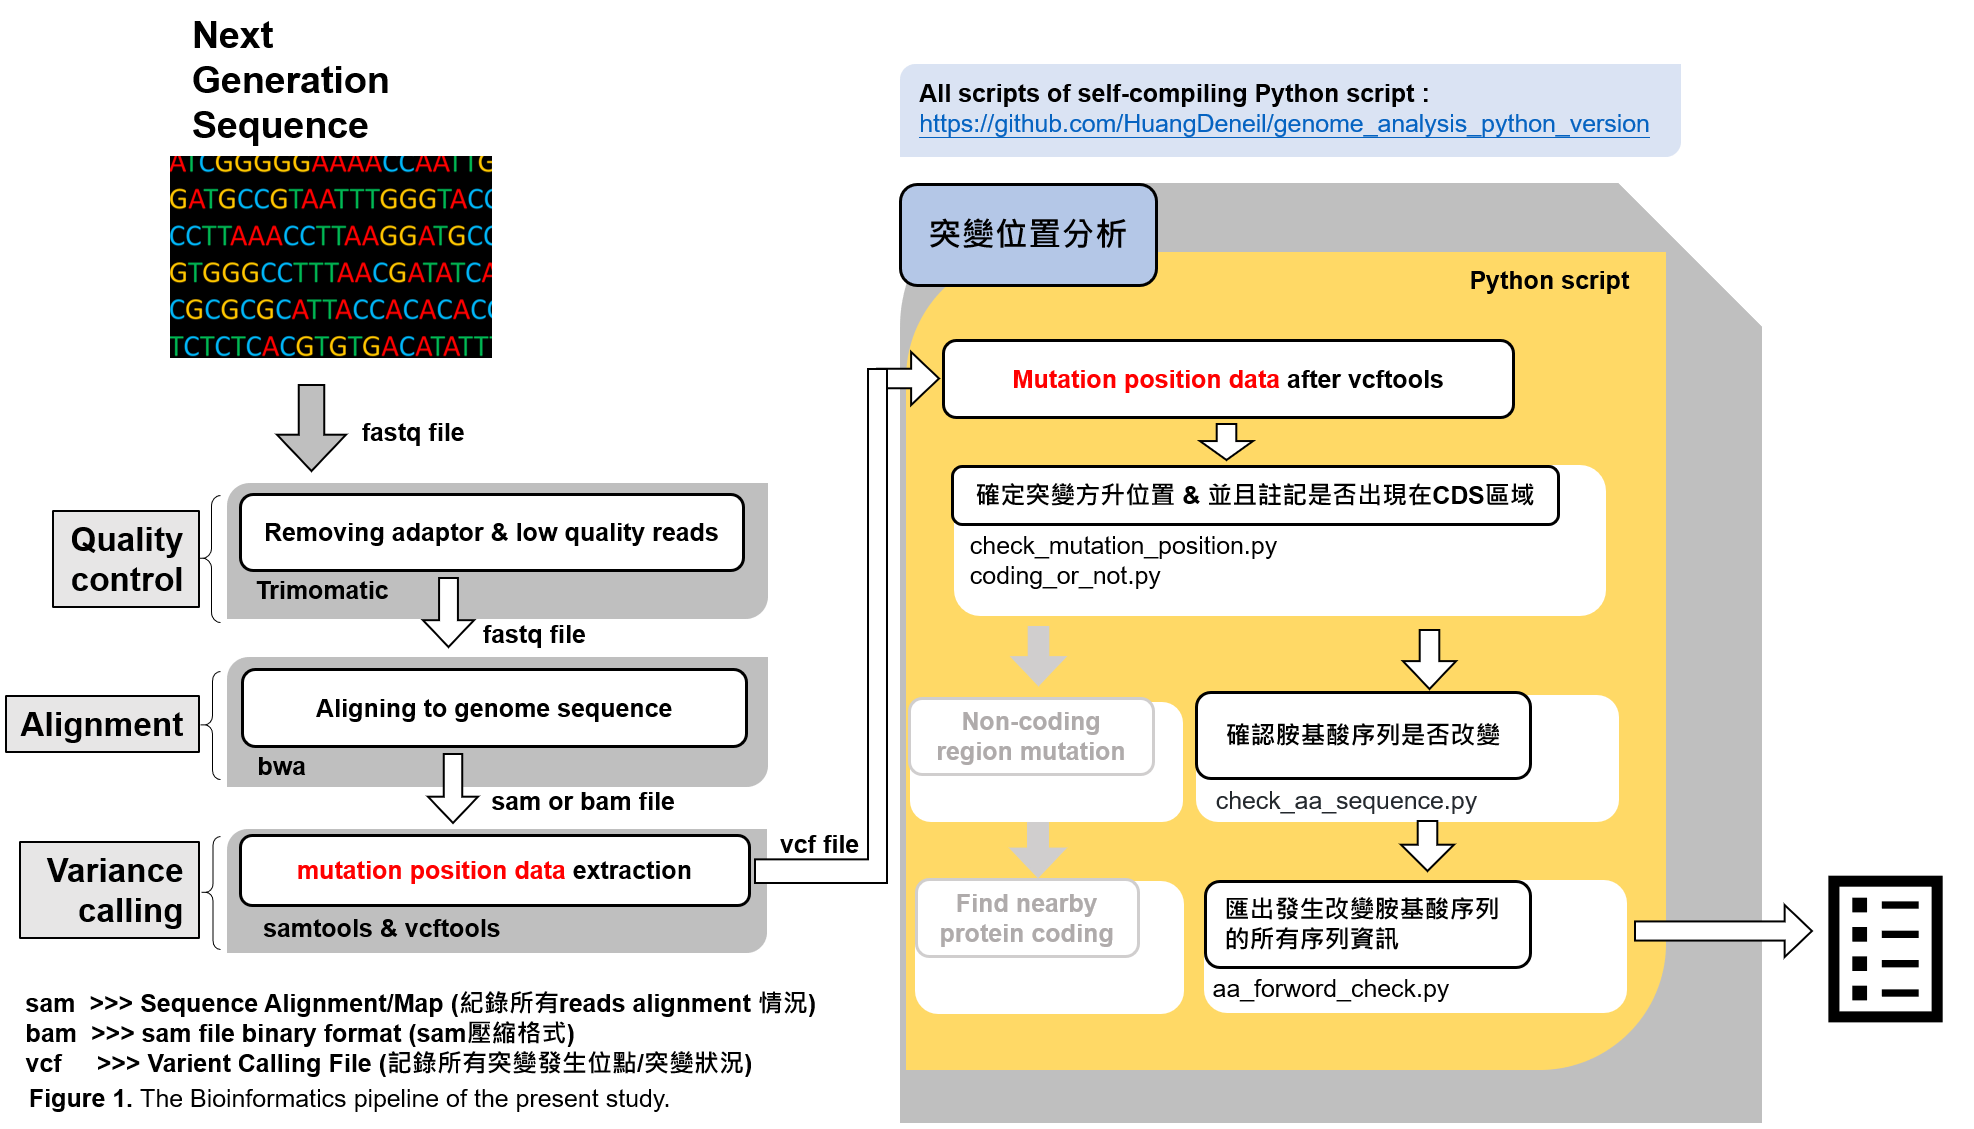 Next
Generation
Sequence
ATCGGGGGAAAACCAATTG
GATGCCGTAATTTGGGTACC
CCTTAAACCTTAAGGATGCC
GTGGGCCTTTAACGATATCA
CGCGCGCATTACCACACACC
TCTCTCACGTGTGACATATTT
fastq file
Quality
control
Removing adaptor & low quality reads
Trimomatic
fastq file
Alignment
Aligning to genome sequence
bwa
sam or bam file
Variance
calling
mutation position data extraction
samtools & vcftools
vcf file
sam >>> Sequence Alignment/Map (紀錄所有reads alignment 情況)
bam >>> sam file binary format (sam壓縮格式)
vcf >>> Varient Calling File (記錄所有突變發生位點/突變狀況)
Figure 1. The Bioinformatics pipeline of the present study.
All scripts of self-compiling Python script :
https://github.com/HuangDeneil/genome_analysis_python_version
突變位置分析
Python script
Mutation position data after vcftools
確定突變方升位置 & 並且註記是否出現在CDS區域
check_mutation_position.py
coding_or_not.py
Non-coding
region mutation
Find nearby
protein coding
確認胺基酸序列是否改變
check_aa_sequence.py
匯出發生改變胺基酸序列
的所有序列資訊
aa_forword_check.py